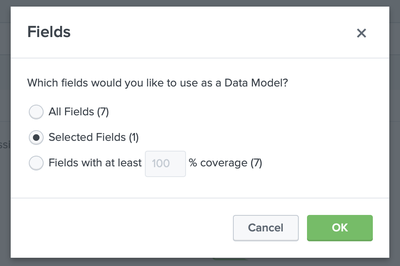 Fields
Which fields would you like to use as a Data Model?
All Fields (7)
Selected Fields (1)
Fields with at least 100 % coverage (7)
Cancel OK